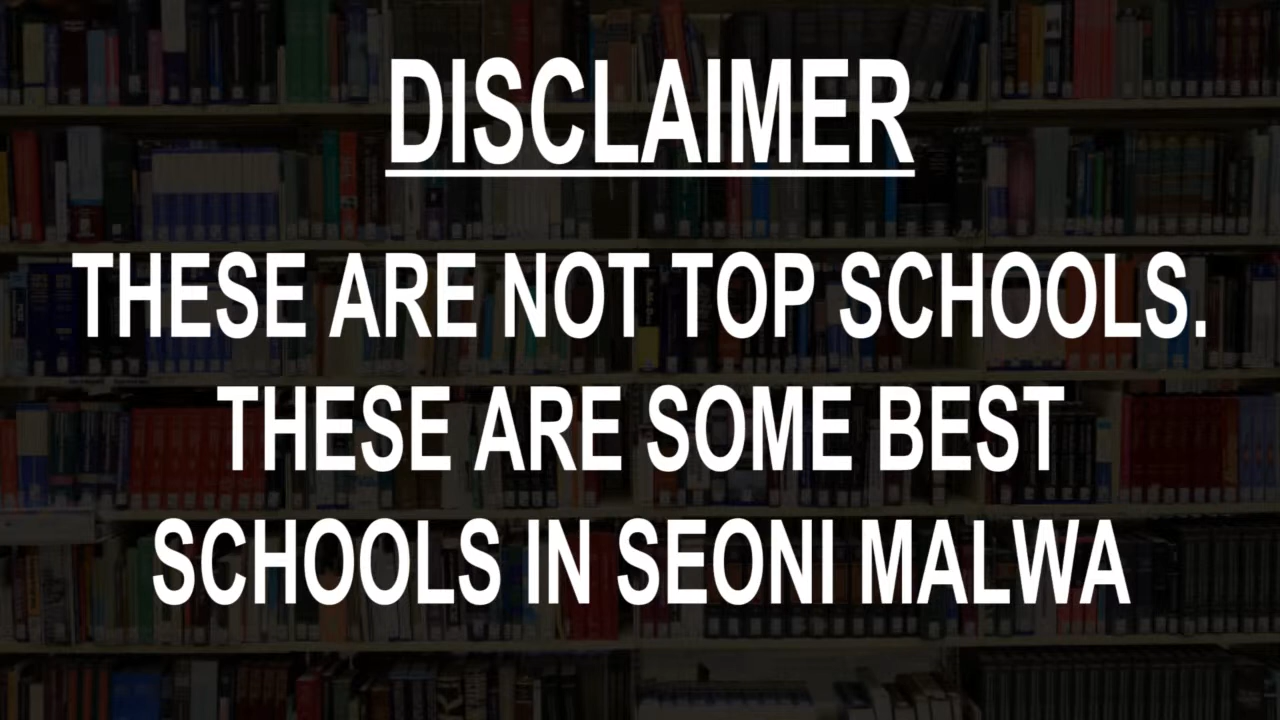 DISCLAIMER
THESE ARE NOT TOP SCHOOLS.
THESE ARE SOME BEST
SCHOOLS IN SEONI MALWA